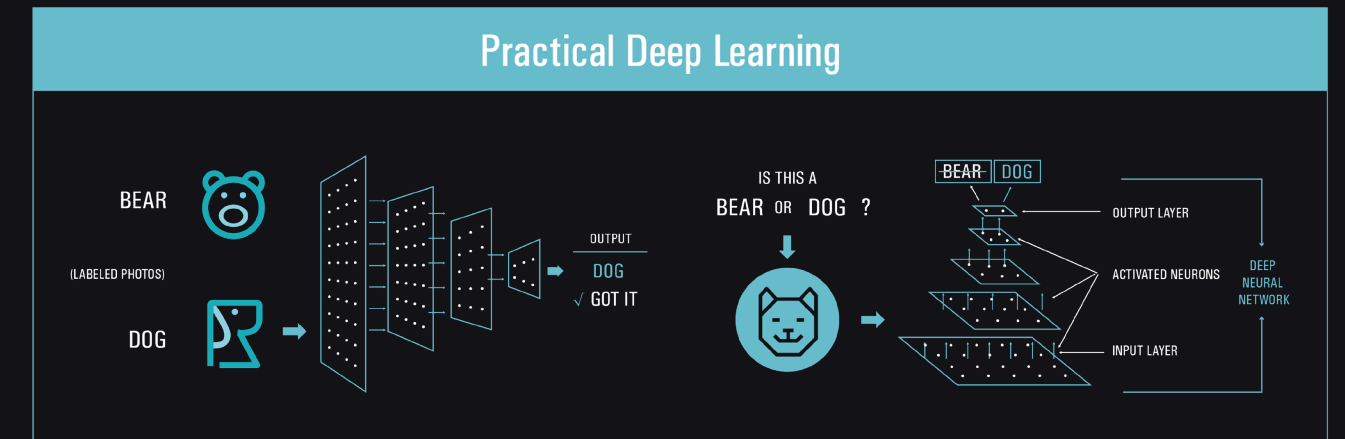 Practical Deep Learning
BEAR
(LABELED PHOTOS)
DOG
OUTPUT
DOG
√ GOT IT
IS THIS A
BEAR OR DOG ?
BEAR DOG
OUTPUT LAYER
ACTIVATED NEURONS
INPUT LAYER
DEEP
NEURAL
NETWORK